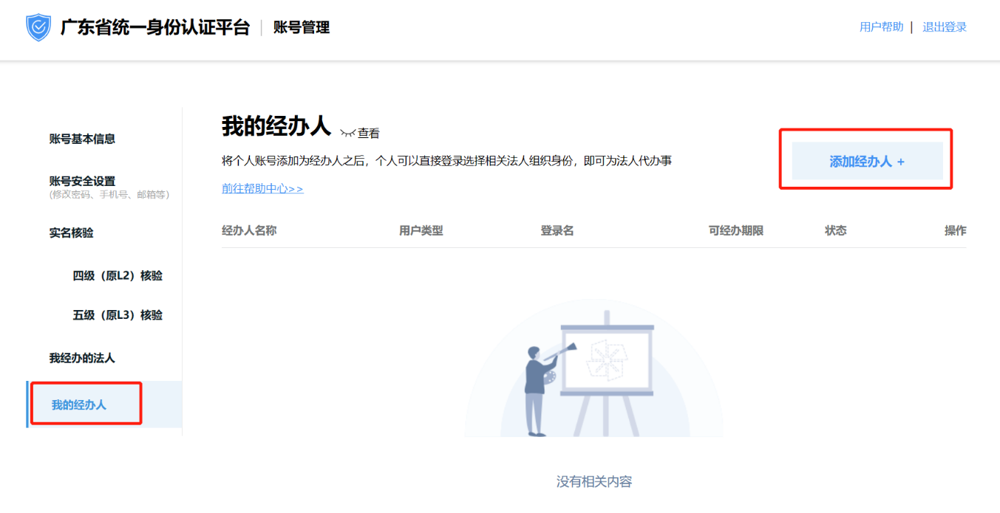 广东省统一身份认证平台 | 账号管理
用户帮助 | 退出登录
账号基本信息
账号安全设置
(修改密码、手机号、邮箱等)
实名核验
四级（原L2）核验
五级（原L3）核验
我经办的法人
我的经办人
我的经办人 查看
将个人账号添加为经办人之后，个人可以直接登录选择相关法人组织身份，即可为法人代办事
前往帮助中心>>
添加经办人 +
经办人名称 用户类型 登录名 可经办期限 状态 操作
没有相关内容